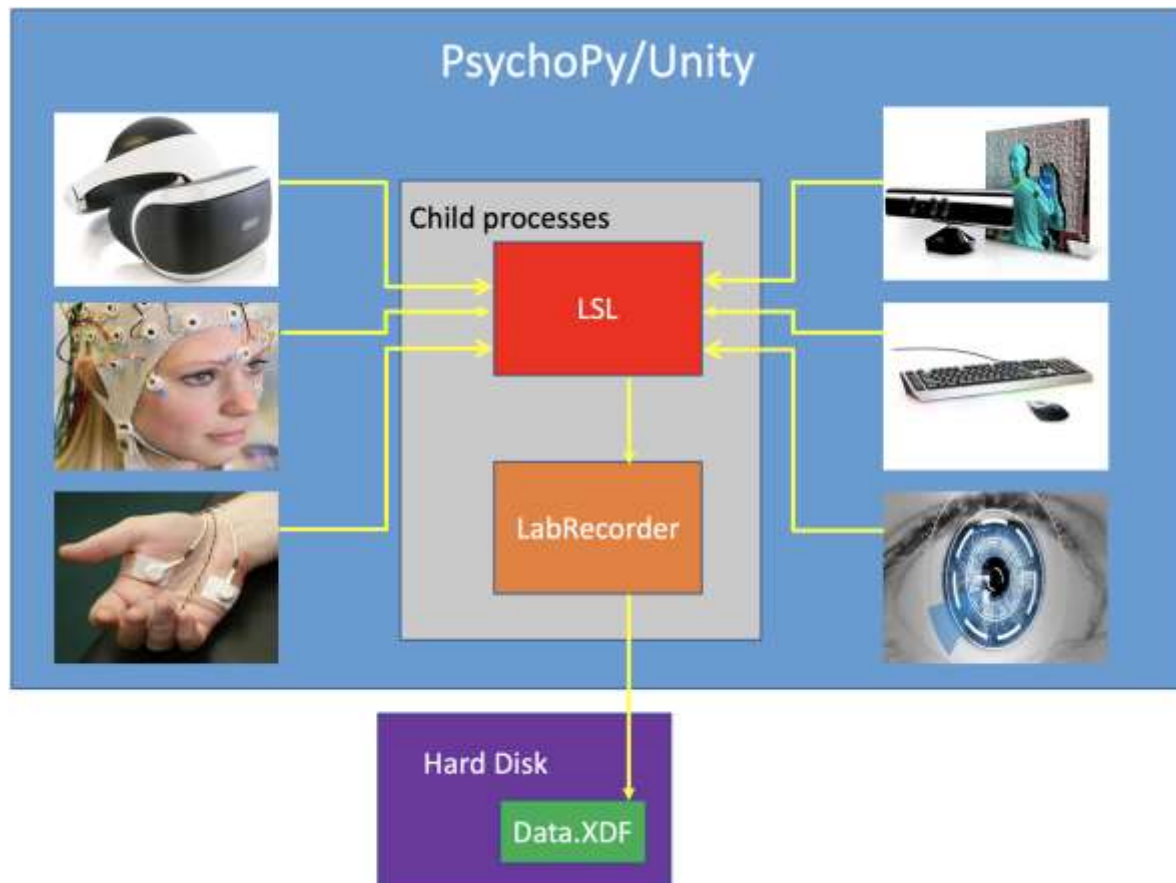 PsychoPy/Unity
Child processes
LSL
LabRecorder
Hard Disk
Data.XDF